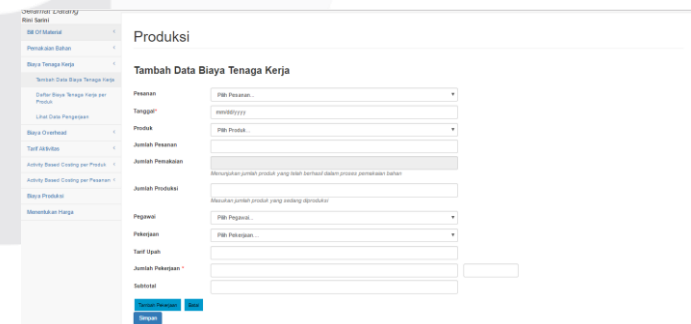 Selamat Datang
Rini Sarini
Bill Of Material
Pemakaian Bahan
Biaya Tenaga Kerja
Tambah Data Biaya Tenaga Kerja
Daftar Biaya Tenaga Kerja per
Produk
Lihat Data Pengerjaan
Biaya Overhead
Tarif Aktivitas
Activity Based Costing per Produk
Activity Based Costing per Pesanan
Biaya Produksi
Menentukan Harga
Produksi
Tambah Data Biaya Tenaga Kerja
Pesanan
Pilih Pesanan...
Tanggal*
mm/dd/yyyy
Produk
Pilih Produk...
Jumlah Pesanan
Jumlah Pemakaian
Menunjukan jumlah produk yang telah berhasil dalam proses pemakaian bahan
Jumlah Produksi
Masukan jumlah produk yang sedang diproduksi
Pegawai
Pilih Pegawai...
Pekerjaan
Pilih Pekerjaan...
Tarif Upah
Jumlah Pekerjaan *
Subtotal
Tambah Pekerjaan
Simpan